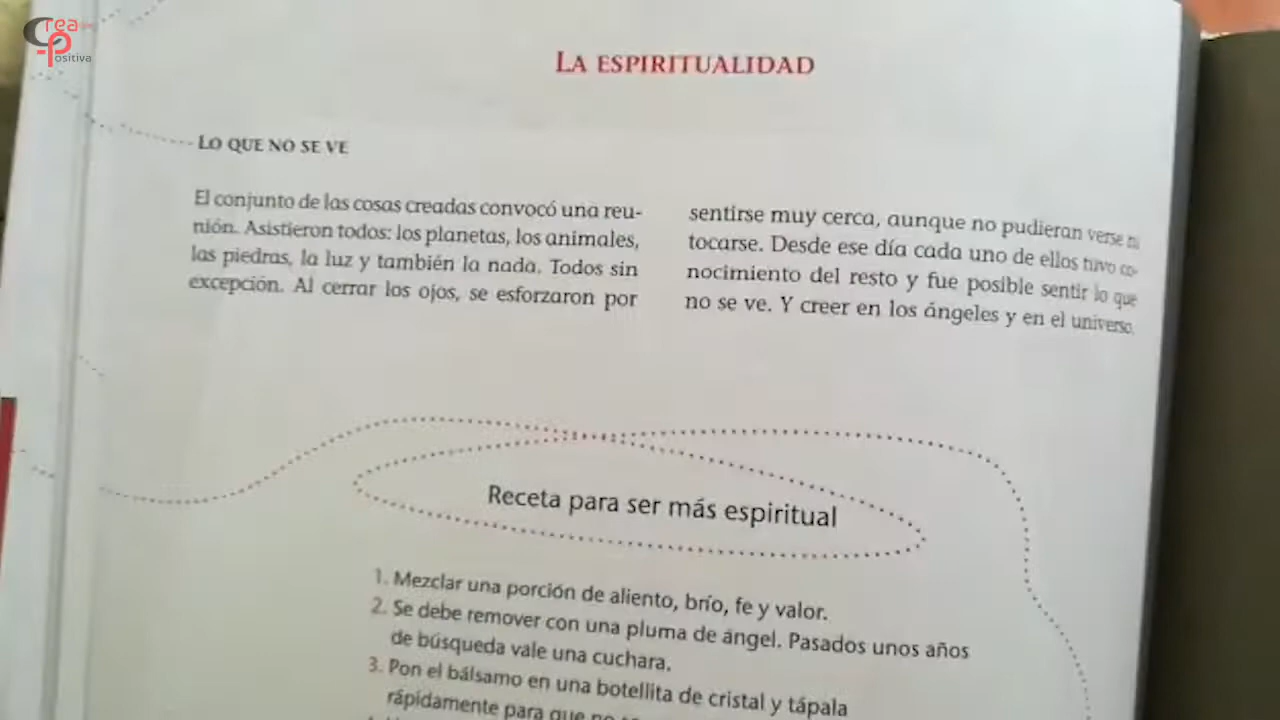 Crea
Positiva
LA ESPIRITUALIDAD
LO QUE NO SE VE
El conjunto de las cosas creadas convocó una reu-
nión. Asistieron todos: los planetas, los animales,
las piedras, la luz y también la nada. Todos sin
excepción. Al cerrar los ojos, se esforzaron por
sentirse muy cerca, aunque no pudieran verse ni
tocarse. Desde ese día cada uno de ellos tuvo co-
nocimiento del resto y fue posible sentir lo que
no se ve. Y creer en los ángeles y en el universo.
Receta para ser más espiritual
1. Mezclar una porción de aliento, brío, fe y valor.
2. Se debe remover con una pluma de ángel. Pasados unos años
de búsqueda vale una cuchara.
3. Pon el bálsamo en una botellita de cristal y tápala
rápidamente para que no